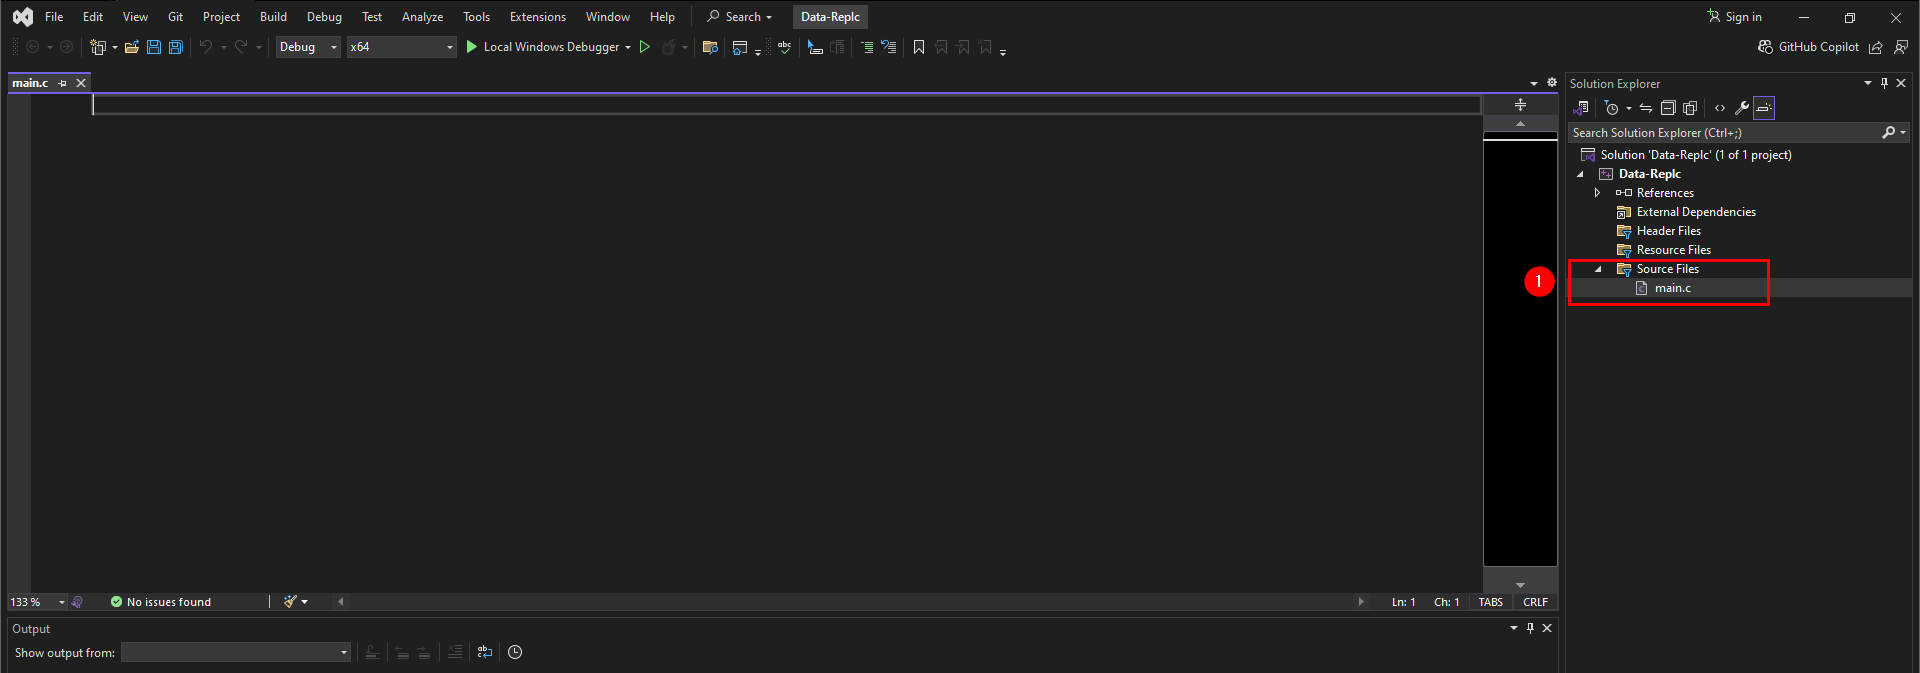 File Edit View Git Project Build Debug Test Analyze Tools Extensions Window Help Search Data-Replc Sign in
Debug x64 Local Windows Debugger GitHub Copilot
main.c
Solution Explorer
Search Solution Explorer (Ctrl+;)
Solution 'Data-Replc' (1 of 1 project)
Data-Replc
References
External Dependencies
Header Files
Resource Files
Source Files
1
main.c
133 % No issues found Ln: 1 Ch: 1 TABS CRLF
Output
Show output from: